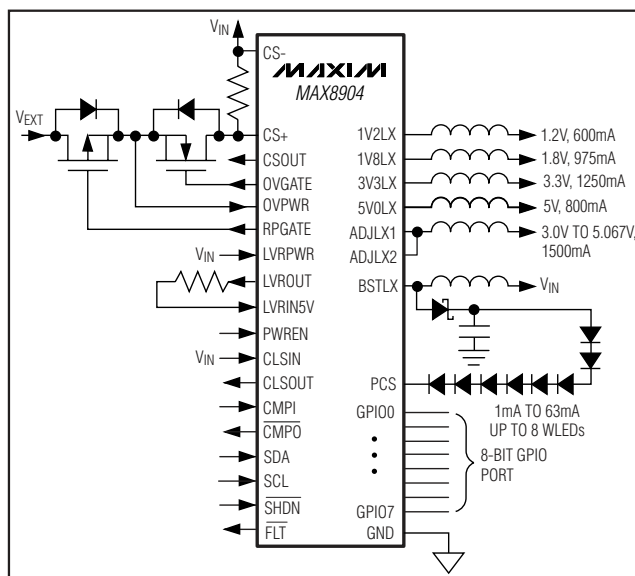 VIN
CS-
MAXIM
MAX8904
VEXT
CS+
CSOUT
OVGATE
OVPWR
RPGATE
VIN
LVRPWR
LVROUT
LVRIN5V
PWREN
VIN
CLSIN
CLSOUT
CMPI
CMPO
SDA
SCL
SHDN
FLT
1V2LX
1.2V, 600mA
1V8LX
1.8V, 975mA
3V3LX
3.3V, 1250mA
5V0LX
5V, 800mA
ADJLX1
3.0V TO 5.067V,
1500mA
ADJLX2
BSTLX
VIN
PCS
1mA TO 63mA
UP TO 8 WLEDs
GPIO0
8-BIT GPIO
PORT
GPIO7
GND